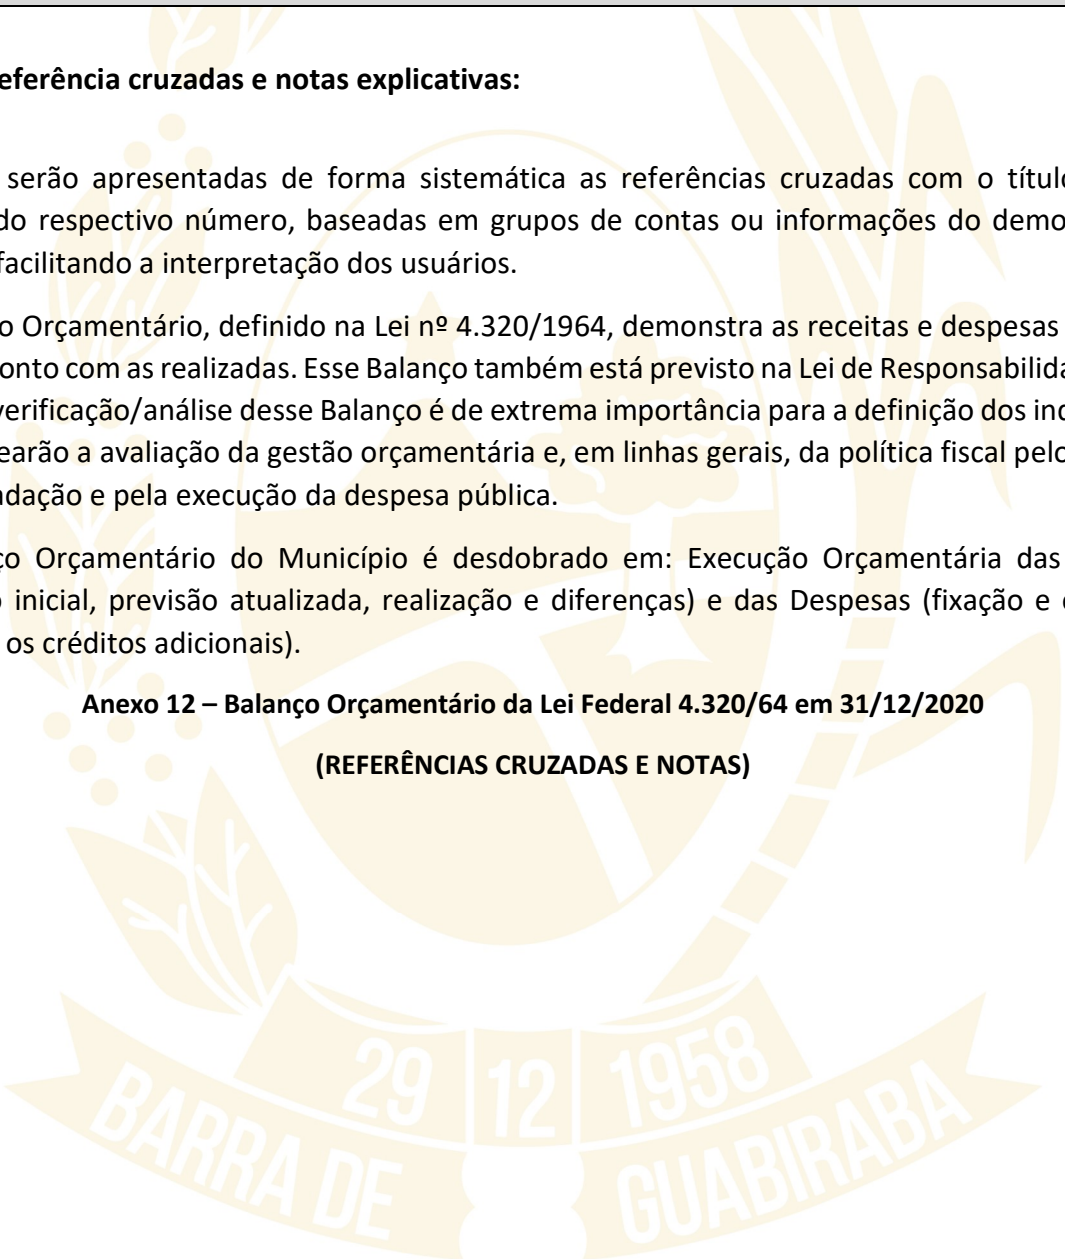 eferência cruzadas e notas explicativas:
serão apresentadas de forma sistemática as referências cruzadas com o título
do respectivo número, baseadas em grupos de contas ou informações do demo
facilitando a interpretação dos usuários.
o Orçamentário, definido na Lei nº 4.320/1964, demonstra as receitas e despesas
onto com as realizadas. Esse Balanço também está previsto na Lei de Responsabilida
verificação/análise desse Balanço é de extrema importância para a definição dos ind
earão a avaliação da gestão orçamentária e, em linhas gerais, da política fiscal pelo
dação e pela execução da despesa pública.
ço Orçamentário do Município é desdobrado em: Execução Orçamentária das
inicial, previsão atualizada, realização e diferenças) e das Despesas (fixação e
os créditos adicionais).
Anexo 12 – Balanço Orçamentário da Lei Federal 4.320/64 em 31/12/2020
(REFERÊNCIAS CRUZADAS E NOTAS)
29 12 1958
BARRA DE GUABIRABA